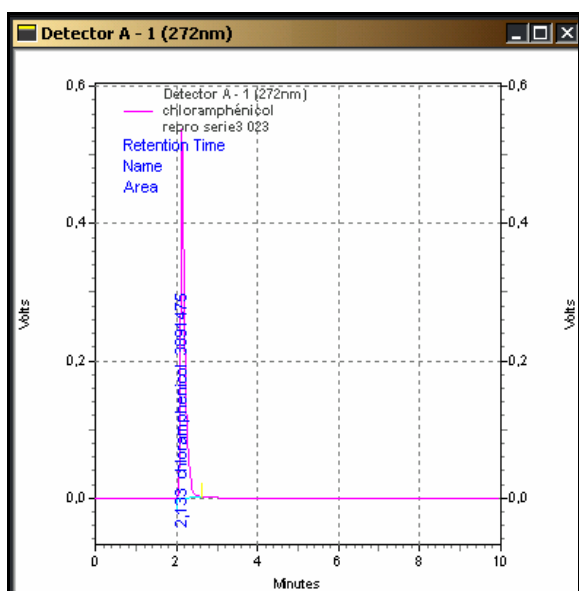 Detector A - 1 (272nm)
Detector A - 1 (272nm)
chloramphénicol
repro serie3 023
Retention Time
Name
Area
0,6
0,4
0,2
0,0
Volts
0,6
0,4
0,2
0,0
Volts
2,133 chloramphénicol 3091475
0 2 4 6 8 10
Minutes